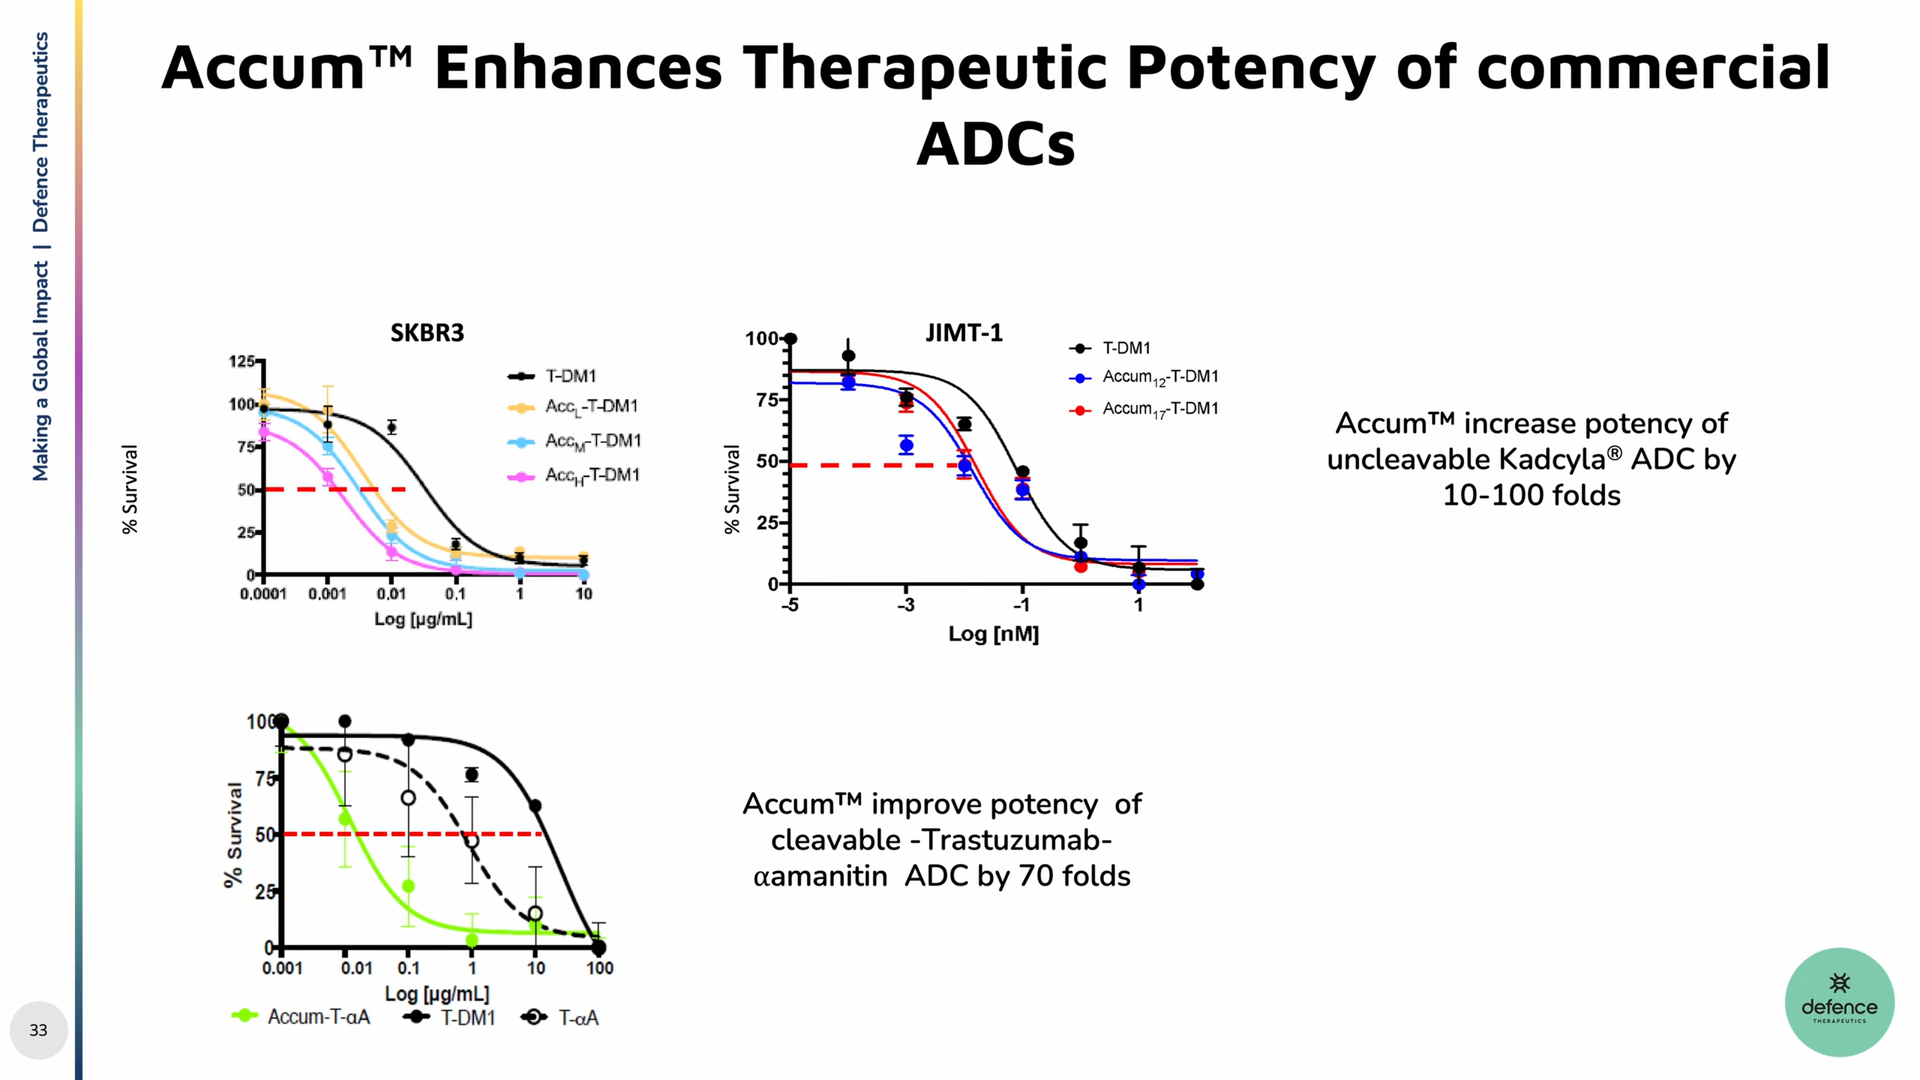 Making a Global Impact | Defence Therapeutics
Accum™ Enhances Therapeutic Potency of commercial
ADCs
SKBR3
% Survival
125
100
75
50
25
0
0.0001 0.001 0.01 0.1 1 10
Log [µg/mL]
T-DM1
AccL-T-DM1
AccM-T-DM1
AccH-T-DM1
JIMT-1
% Survival
100
75
50
25
0
-5 -3 -1 1
Log [nM]
T-DM1
Accum12-T-DM1
Accum17-T-DM1
Accum™ increase potency of
uncleavable Kadcyla® ADC by
10-100 folds
% Survival
100
75
50
25
0
0.001 0.01 0.1 1 10 100
Log [µg/mL]
Accum-T-αA T-DM1 T-αA
Accum™ improve potency of
cleavable -Trastuzumab-
αamanitin ADC by 70 folds
33
defence
THERAPEUTICS